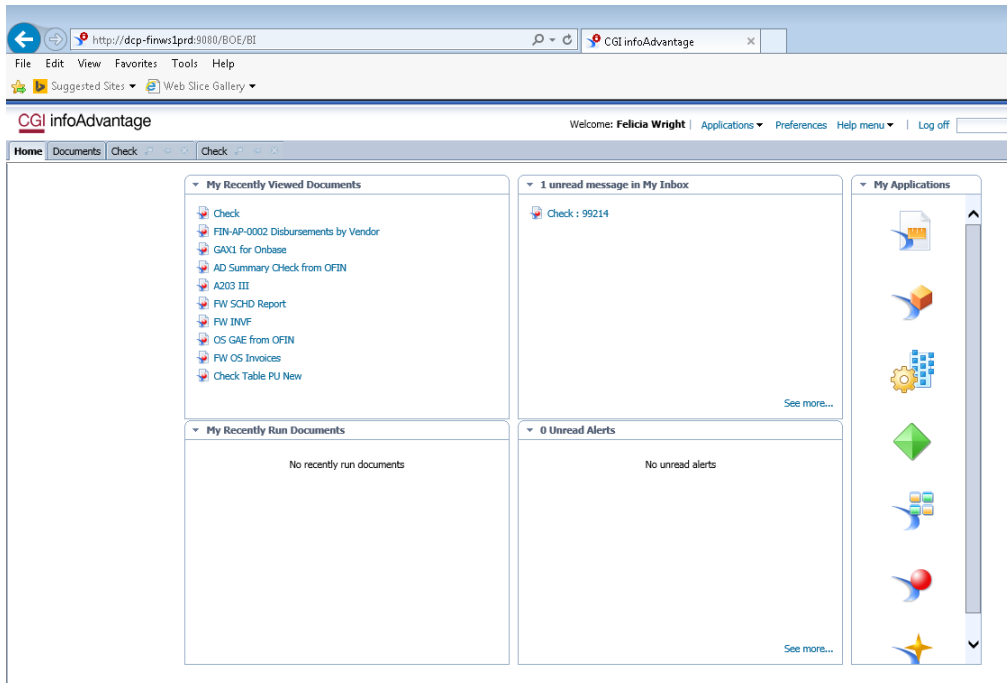 http://dcp-finws1prd:9080/BOE/BI
CGI infoAdvantage
File Edit View Favorites Tools Help
Suggested Sites Web Slice Gallery
CGI infoAdvantage
Welcome: Felicia Wright | Applications Preferences Help menu | Log off
Home Documents Check Check
My Recently Viewed Documents
Check
FIN-AP-0002 Disbursements by Vendor
GAX1 for Onbase
AD Summary CHeck from OFIN
A203 III
FW SCHD Report
FW INVF
OS GAE from OFIN
FW OS Invoices
Check Table PU New
1 unread message in My Inbox
Check : 99214
See more...
My Recently Run Documents
No recently run documents
0 Unread Alerts
No unread alerts
See more...
My Applications